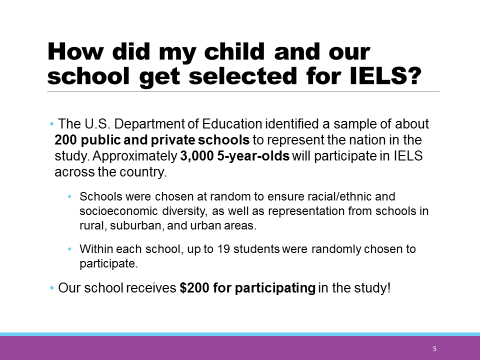 How did my child and our
school get selected for IELS?
• The U.S. Department of Education identified a sample of about
200 public and private schools to represent the nation in the
study. Approximately 3,000 5-year-olds will participate in IELS
across the country.
• Schools were chosen at random to ensure racial/ethnic and
socioeconomic diversity, as well as representation from schools in
rural, suburban, and urban areas.
• Within each school, up to 19 students were randomly chosen to
participate.
• Our school receives $200 for participating in the study!
5